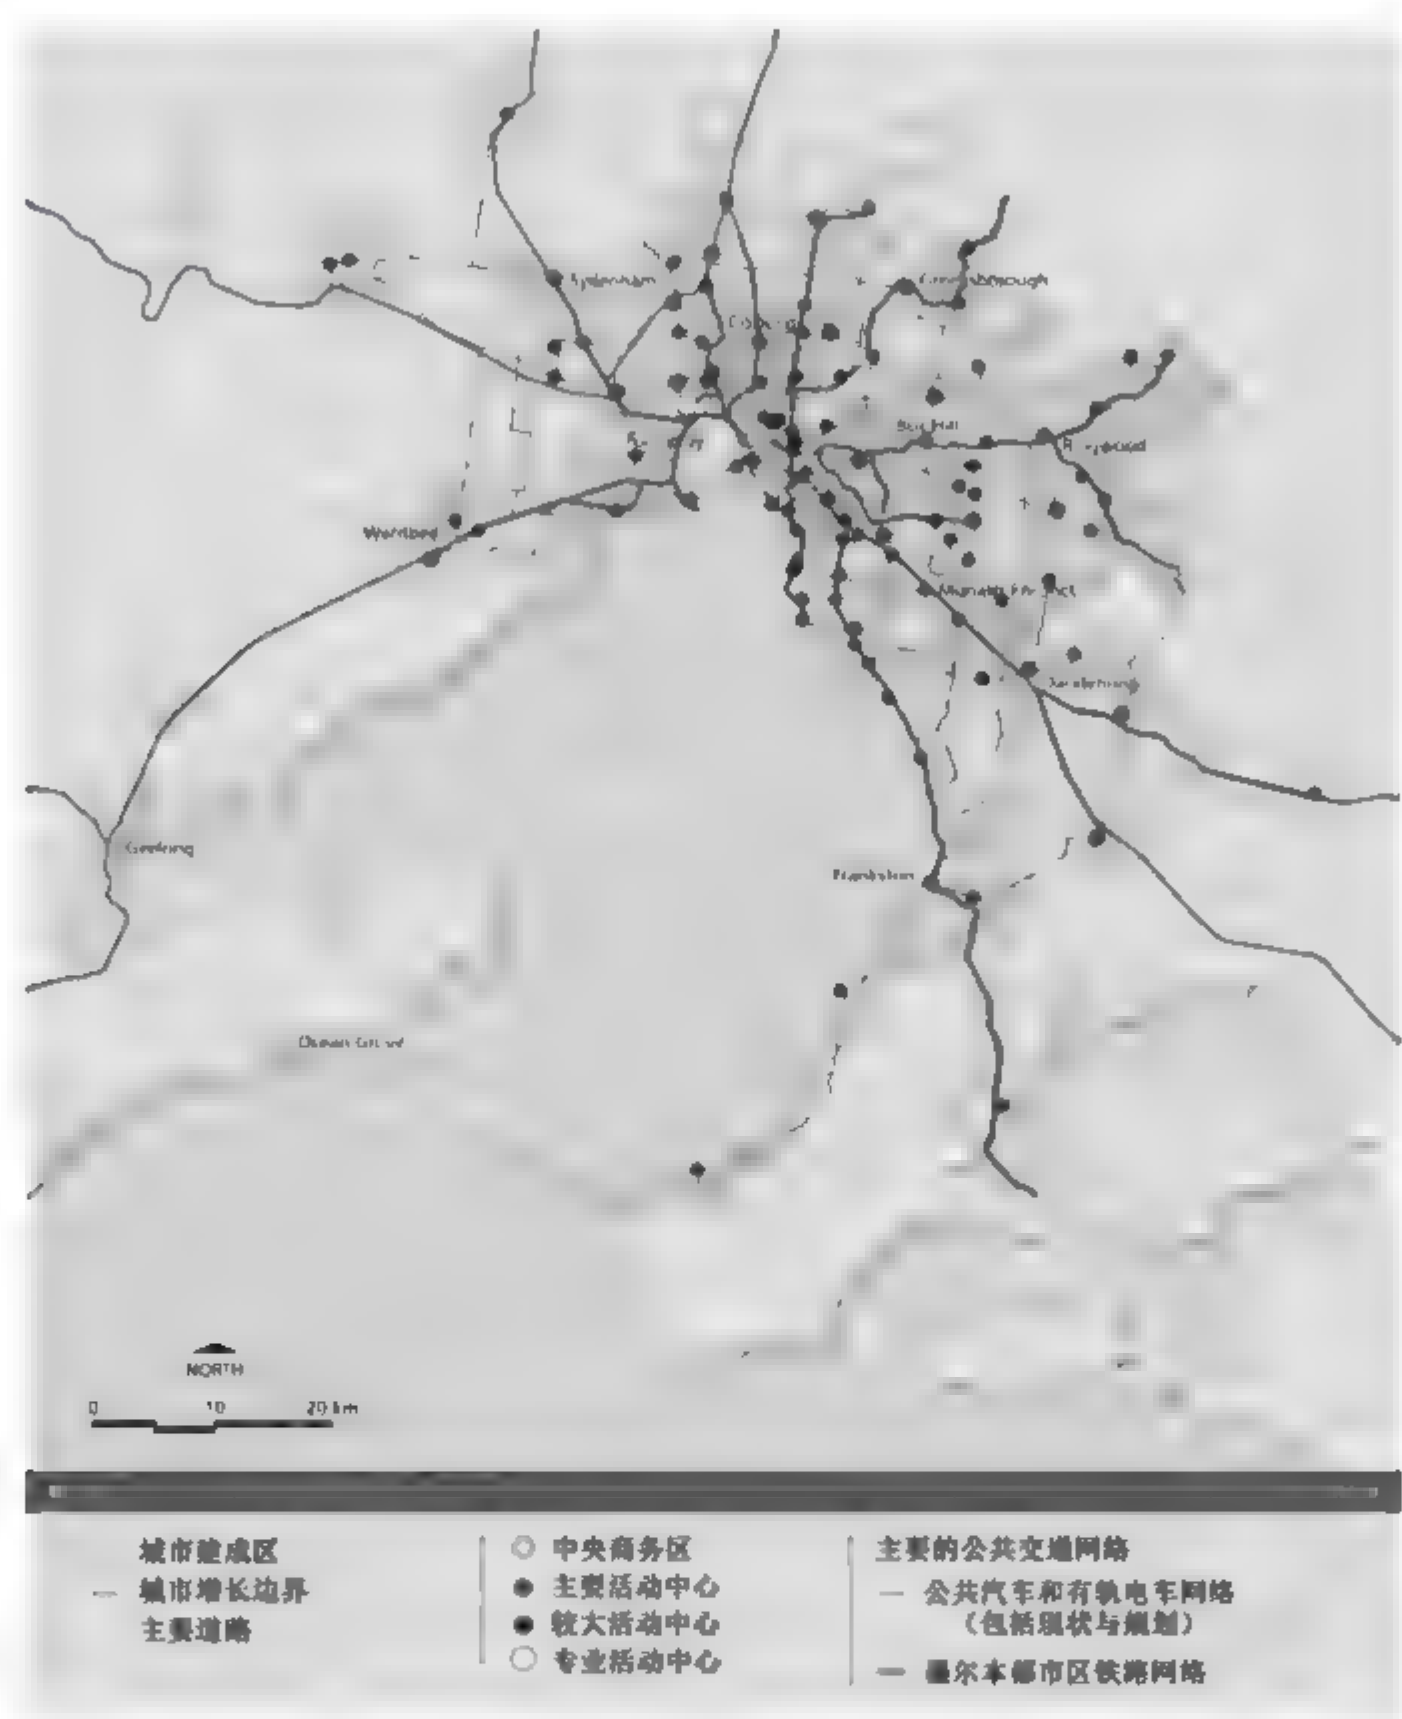 Sydenham
Coburg
Box Hill
Ringwood
Werribee
Dandenong
Geelong
Frankston
Ocean Grove
NORTH
0 10 20 km
城市建成区
城市增长边界
主要道路
中央商务区
主要活动中心
较大活动中心
专业活动中心
主要的公共交通网络
公共汽车和有轨电车网络
（包括现状与规划）
墨尔本都市区铁路网络